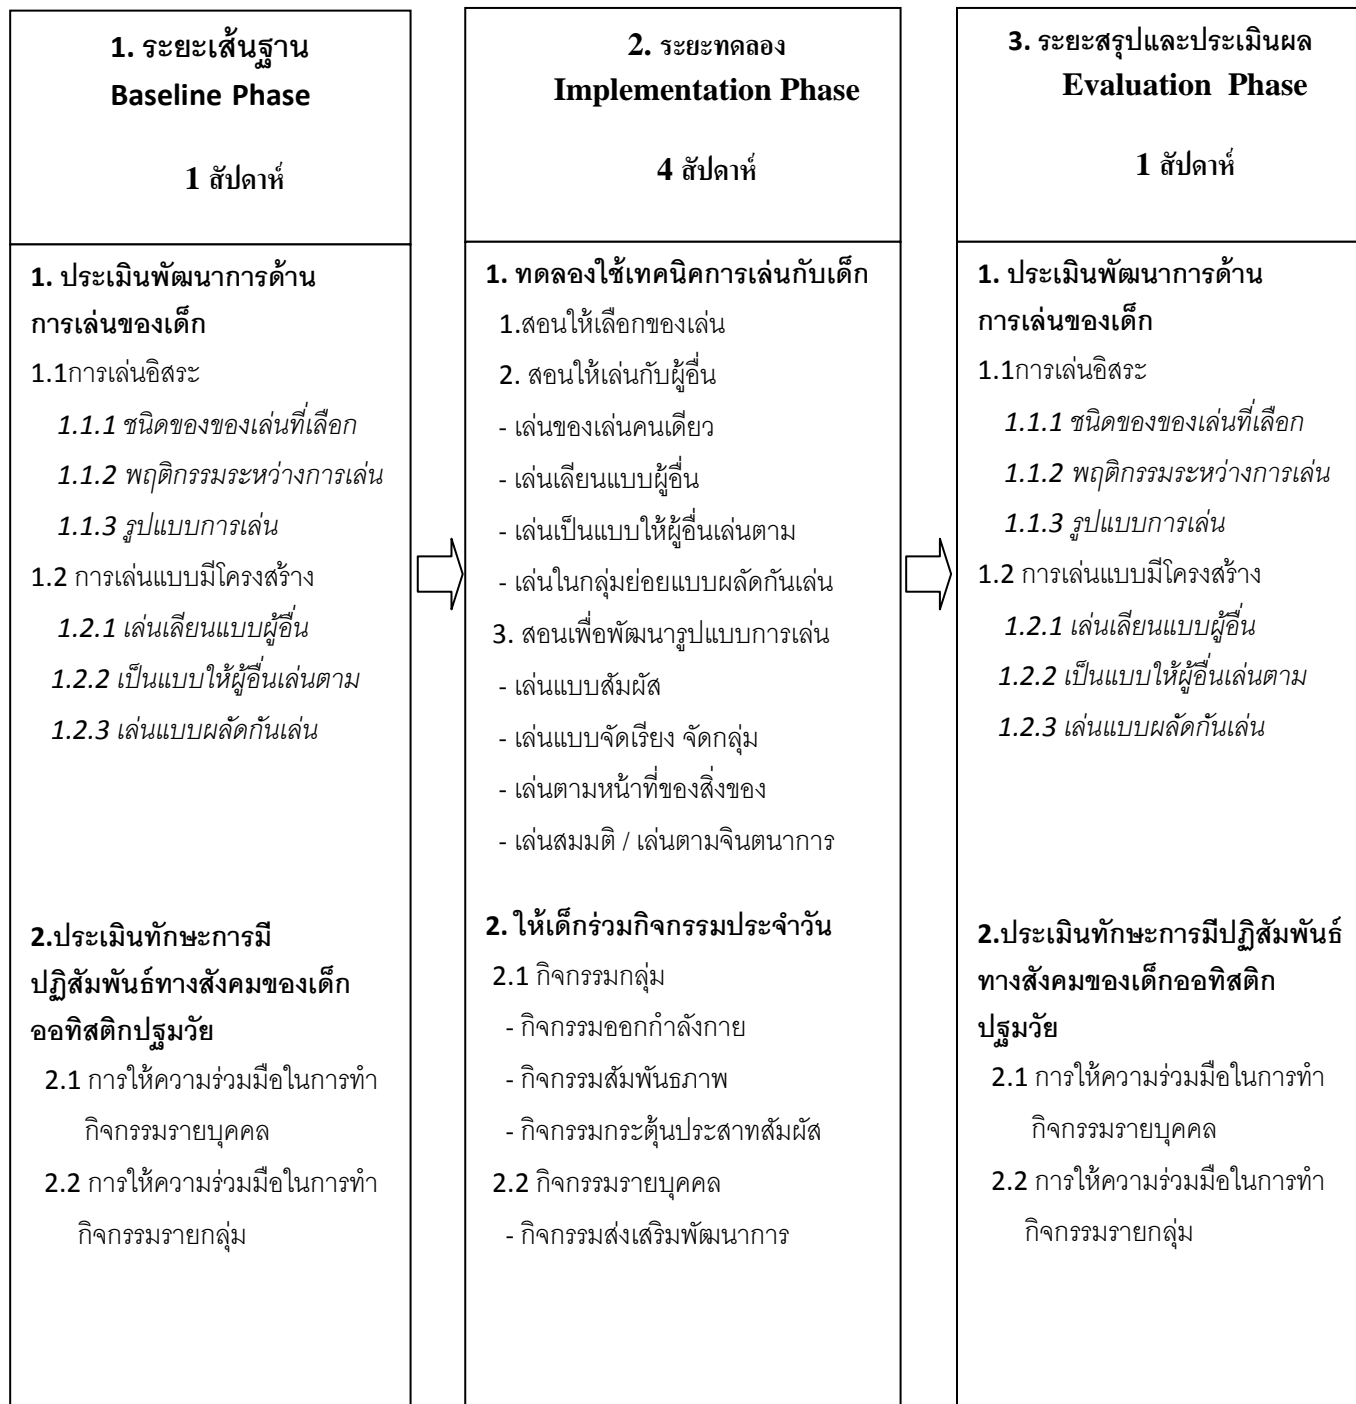 1. ระยะเส้นฐาน
Baseline Phase
1 สัปดาห์
1. ประเมินพัฒนาการด้าน
การเล่นของเด็ก
1.1การเล่นอิสระ
1.1.1 ชนิดของของเล่นที่เลือก
1.1.2 พฤติกรรมระหว่างการเล่น
1.1.3 รูปแบบการเล่น
1.2 การเล่นแบบมีโครงสร้าง
1.2.1 เล่นเลียนแบบผู้อื่น
1.2.2 เป็นแบบให้ผู้อื่นเล่นตาม
1.2.3 เล่นแบบผลัดกันเล่น
2.ประเมินทักษะการมี
ปฏิสัมพันธ์ทางสังคมของเด็ก
ออทิสติกปฐมวัย
2.1 การให้ความร่วมมือในการทำ
กิจกรรมรายบุคคล
2.2 การให้ความร่วมมือในการทำ
กิจกรรมรายกลุ่ม
2. ระยะทดลอง
Implementation Phase
4 สัปดาห์
1. ทดลองใช้เทคนิคการเล่นกับเด็ก
1.สอนให้เลือกของเล่น
2. สอนให้เล่นกับผู้อื่น
- เล่นของเล่นคนเดียว
- เล่นเลียนแบบผู้อื่น
- เล่นเป็นแบบให้ผู้อื่นเล่นตาม
- เล่นในกลุ่มย่อยแบบผลัดกันเล่น
3. สอนเพื่อพัฒนารูปแบบการเล่น
- เล่นแบบสัมผัส
- เล่นแบบจัดเรียง จัดกลุ่ม
- เล่นตามหน้าที่ของสิ่งของ
- เล่นสมมติ / เล่นตามจินตนาการ
2. ให้เด็กร่วมกิจกรรมประจำวัน
2.1 กิจกรรมกลุ่ม
- กิจกรรมออกกำลังกาย
- กิจกรรมสัมพันธภาพ
- กิจกรรมกระตุ้นประสาทสัมผัส
2.2 กิจกรรมรายบุคคล
- กิจกรรมส่งเสริมพัฒนาการ
3. ระยะสรุปและประเมินผล
Evaluation Phase
1 สัปดาห์
1. ประเมินพัฒนาการด้าน
การเล่นของเด็ก
1.1การเล่นอิสระ
1.1.1 ชนิดของของเล่นที่เลือก
1.1.2 พฤติกรรมระหว่างการเล่น
1.1.3 รูปแบบการเล่น
1.2 การเล่นแบบมีโครงสร้าง
1.2.1 เล่นเลียนแบบผู้อื่น
1.2.2 เป็นแบบให้ผู้อื่นเล่นตาม
1.2.3 เล่นแบบผลัดกันเล่น
2.ประเมินทักษะการมีปฏิสัมพันธ์
ทางสังคมของเด็กออทิสติก
ปฐมวัย
2.1 การให้ความร่วมมือในการทำ
กิจกรรมรายบุคคล
2.2 การให้ความร่วมมือในการทำ
กิจกรรมรายกลุ่ม